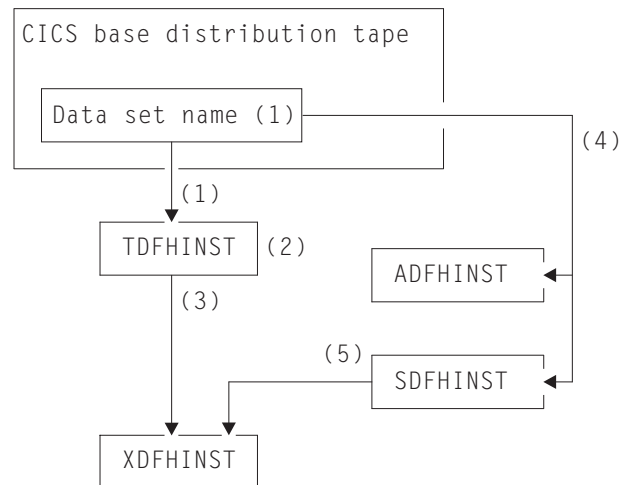 CICS base distribution tape
Data set name (1)
(4)
(1)
TDFHINST (2)
ADFHINST
(3)
(5)
SDFHINST
XDFHINST